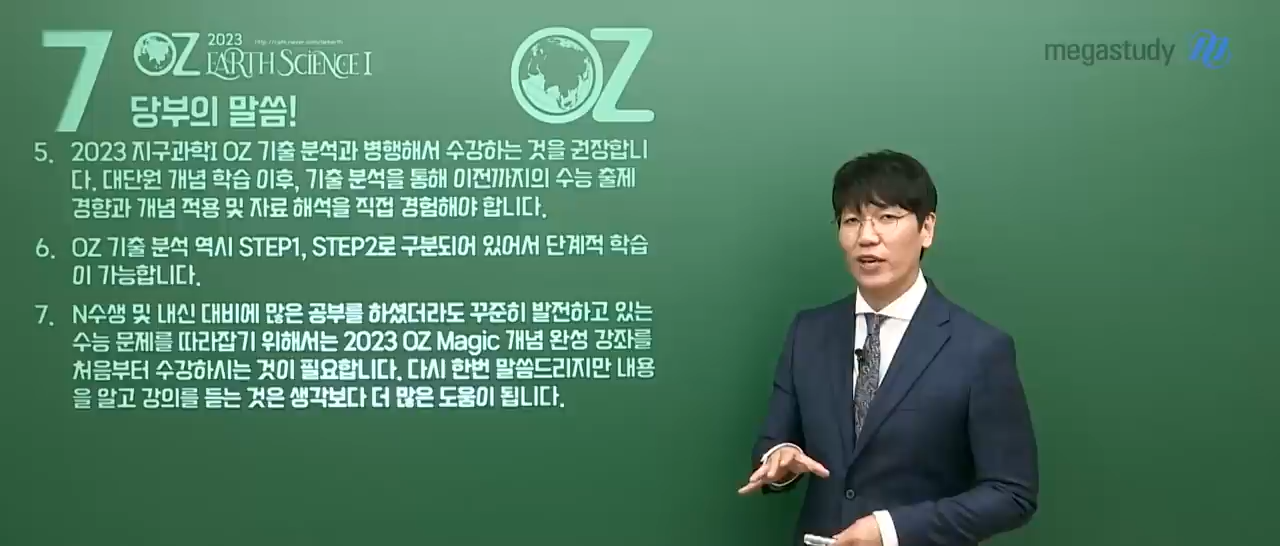 7
OZ 2023 http://cafe.naver.com/ozearth
EARTH SCIENCE I
OZ
megastudy
당부의 말씀!
5. 2023 지구과학I OZ 기출 분석과 병행해서 수강하는 것을 권장합니
다. 대단원 개념 학습 이후, 기출 분석을 통해 이전까지의 수능 출제
경향과 개념 적용 및 자료 해석을 직접 경험해야 합니다.
6. OZ 기출 분석 역시 STEP1, STEP2로 구분되어 있어서 단계적 학습
이 가능합니다.
7. N수생 및 내신 대비에 많은 공부를 하셨더라도 꾸준히 발전하고 있는
수능 문제를 따라잡기 위해서는 2023 OZ Magic 개념 완성 강좌를
처음부터 수강하시는 것이 필요합니다. 다시 한번 말씀드리지만 내용
을 알고 강의를 듣는 것은 생각보다 더 많은 도움이 됩니다.